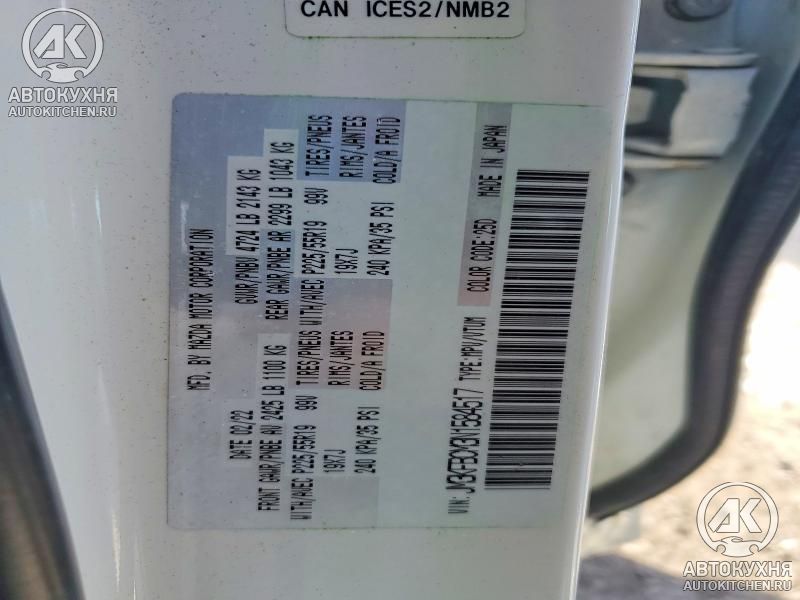 CAN ICES2/NMB2
AK
АВТОКУХНЯ
AUTOKITCHEN.RU
MFD. BY MAZDA MOTOR CORPORATION
DATE 02/22
GVWR/PNBV 4724 LB 2143 KG
FRONT GAWR/PNBE AV 2425 LB 1100 KG
REAR GAWR/PNBE AR 2299 LB 1043 KG
WITH/AVEC P225/55R19 99V TIRES/PNEUS
WITH/AVEC P225/55R19 99V TIRES/PNEUS
19X7J RIMS/JANTES
19X7J RIMS/JANTES
240 KPA/35 PSI COLD/A FROID
240 KPA/35 PSI COLD/A FROID
COLOR CODE:25D MADE IN JAPAN
VIN: TYPE:MPV/VTUM
AK
АВТОКУХНЯ
AUTOKITCHEN.RU